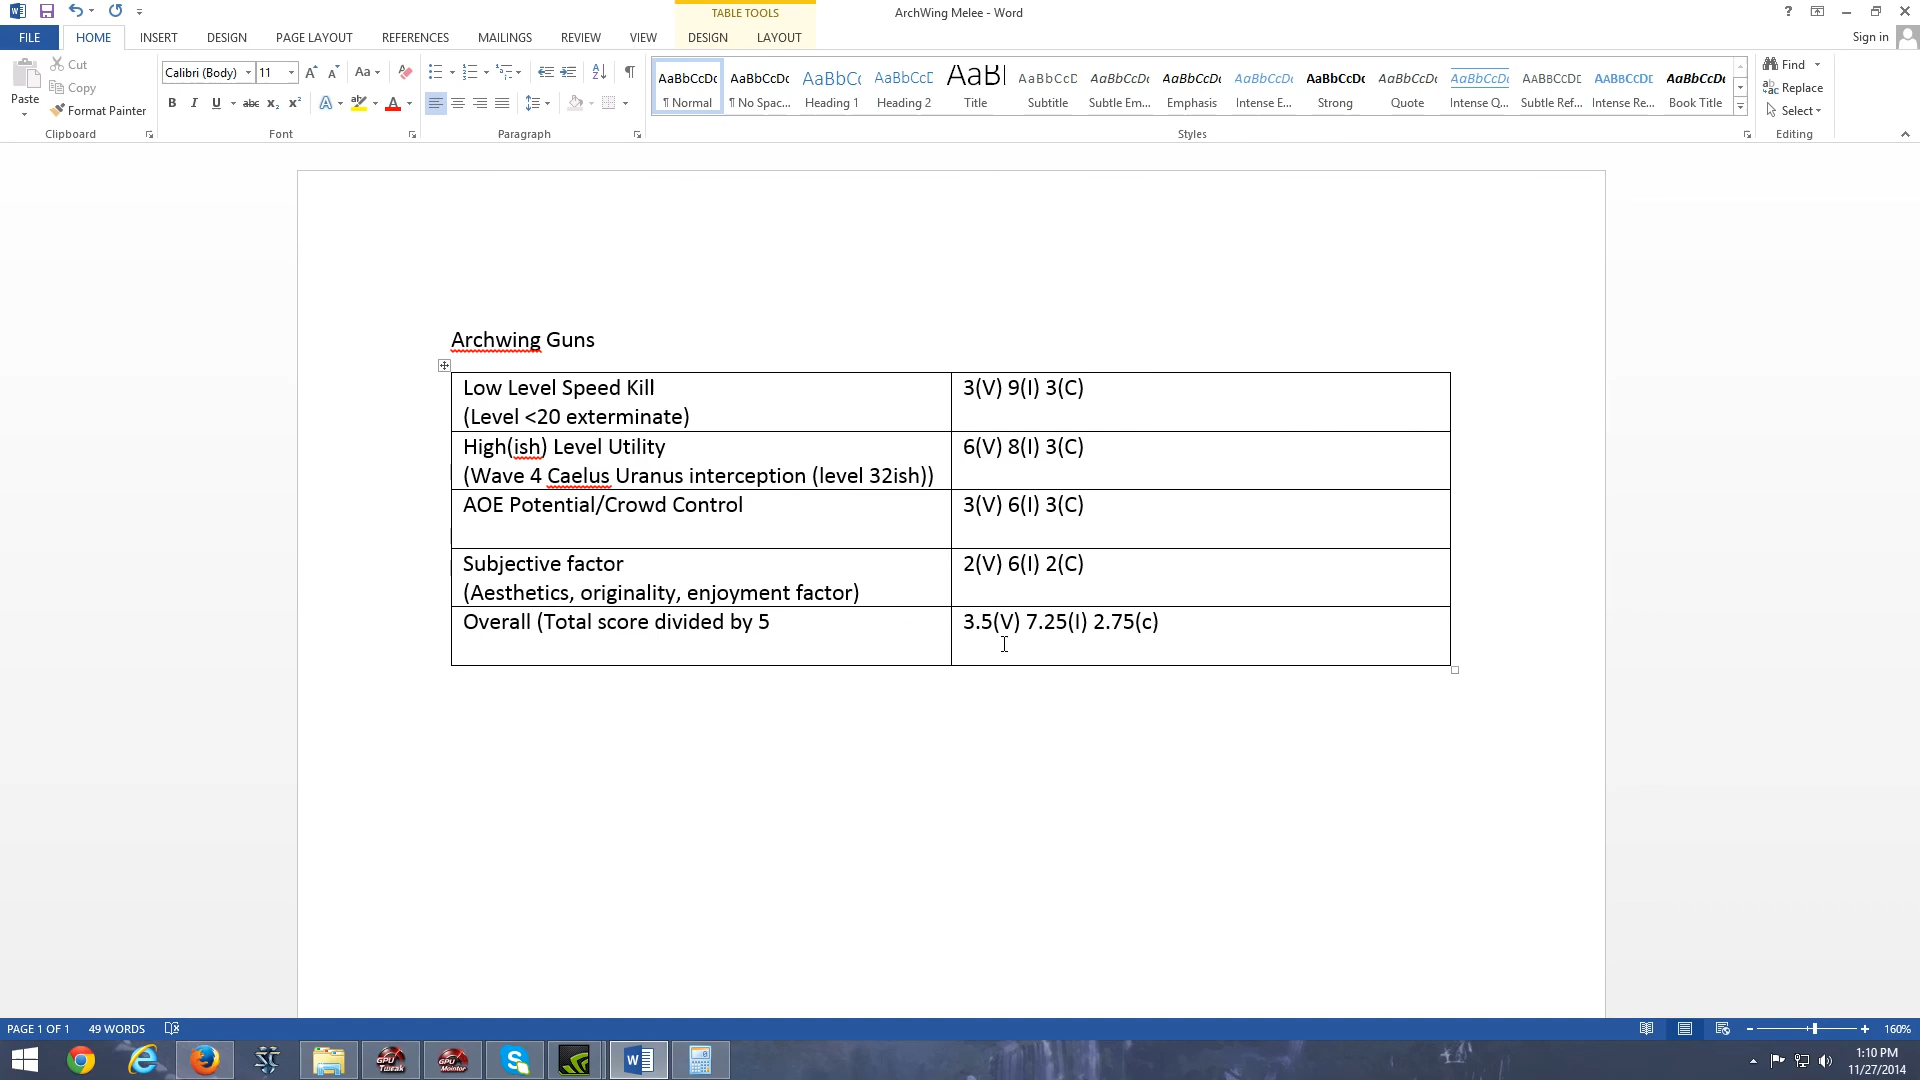 ArchWing Melee - Word
TABLE TOOLS
Sign in
FILE HOME INSERT DESIGN PAGE LAYOUT REFERENCES MAILINGS REVIEW VIEW DESIGN LAYOUT
Paste
Cut
Copy
Format Painter
Clipboard
Calibri (Body) 11
Font
Paragraph
AaBbCcDc AaBbCcDc AaBbCc AaBbCcD AaBl AaBbCcD AaBbCcDc AaBbCcDc AaBbCcDc AaBbCcDc AaBbCcDc AaBbCcDc AABBCCDE AABBCCDE AaBbCcDc
¶ Normal ¶ No Spac... Heading 1 Heading 2 Title Subtitle Subtle Em... Emphasis Intense E... Strong Quote Intense Q... Subtle Ref... Intense Re... Book Title
Styles
Find
Replace
Select
Editing
Archwing Guns
Low Level Speed Kill 3(V) 9(I) 3(C)
(Level <20 exterminate)
High(ish) Level Utility 6(V) 8(I) 3(C)
(Wave 4 Caelus Uranus interception (level 32ish))
AOE Potential/Crowd Control 3(V) 6(I) 3(C)
Subjective factor 2(V) 6(I) 2(C)
(Aesthetics, originality, enjoyment factor)
Overall (Total score divided by 5 3.5(V) 7.25(I) 2.75(c)
PAGE 1 OF 1 49 WORDS 160%
1:10 PM
11/27/2014